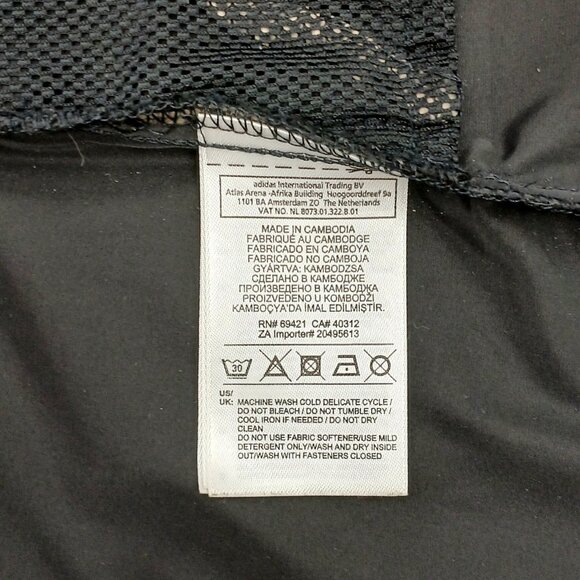 adidas International Trading BV
Atlas Arena -Afrika Building Hoogoorddreef 9a
1101 BA Amsterdam ZO The Netherlands
VAT NO. NL 8073.01.322.B.01
MADE IN CAMBODIA
FABRIQUÉ AU CAMBODGE
FABRICADO EN CAMBOYA
FABRICADO NO CAMBOJA
GYÁRTVA: KAMBODZSA
СДЕЛАНО В КАМБОДЖЕ
ПРОИЗВЕДЕНО В КАМБОДЖА
PROIZVEDENO U KOMBODŽI
KAMBOÇYA'DA İMAL EDİLMİŞTİR.
RN# 69421 CA# 40312
ZA Importer# 20495613
30
US/
UK: MACHINE WASH COLD DELICATE CYCLE /
DO NOT BLEACH / DO NOT TUMBLE DRY /
COOL IRON IF NEEDED / DO NOT DRY
CLEAN
DO NOT USE FABRIC SOFTENER/USE MILD
DETERGENT ONLY/WASH AND DRY INSIDE
OUT/WASH WITH FASTENERS CLOSED